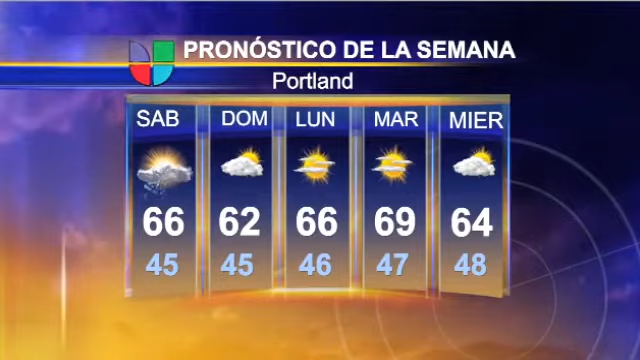 PRONÓSTICO DE LA SEMANA
Portland
SAB DOM LUN MAR MIER
66 62 66 69 64
45 45 46 47 48